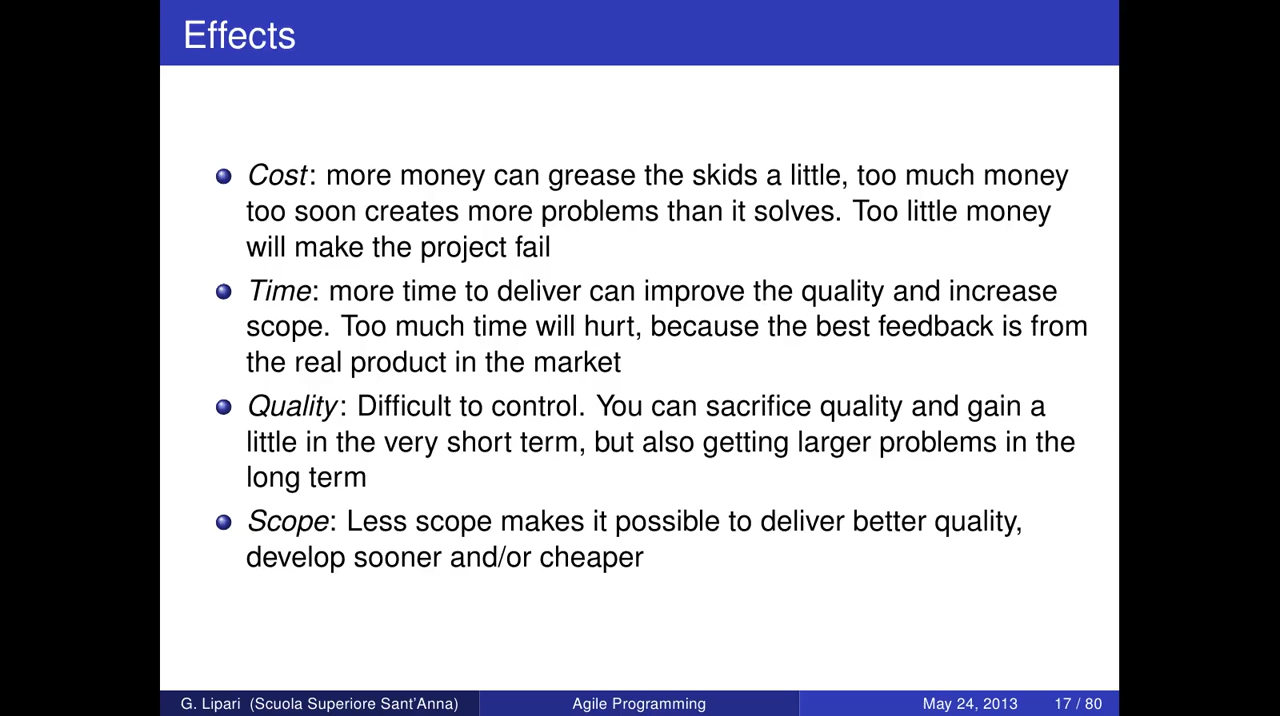 Effects
Cost: more money can grease the skids a little, too much money
too soon creates more problems than it solves. Too little money
will make the project fail
Time: more time to deliver can improve the quality and increase
scope. Too much time will hurt, because the best feedback is from
the real product in the market
Quality: Difficult to control. You can sacrifice quality and gain a
little in the very short term, but also getting larger problems in the
long term
Scope: Less scope makes it possible to deliver better quality,
develop sooner and/or cheaper
G. Lipari (Scuola Superiore Sant'Anna) Agile Programming May 24, 2013 17 / 80